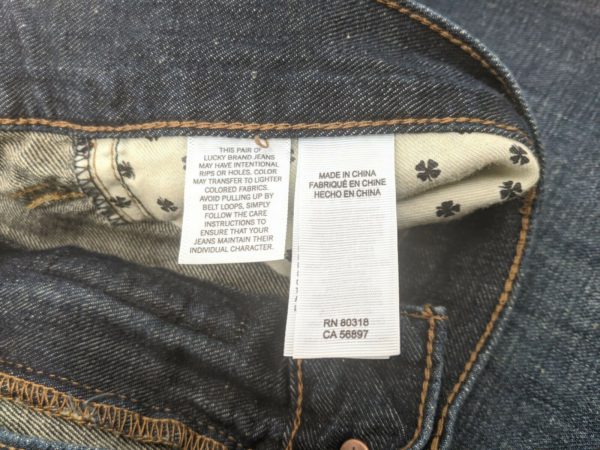 THIS PAIR OF
LUCKY BRAND JEANS
MAY HAVE INTENTIONAL
RIPS OR HOLES. COLOR
MAY TRANSFER TO LIGHTER
COLORED FABRICS.
AVOID PULLING UP BY
BELT LOOPS, SIMPLY
FOLLOW THE CARE
INSTRUCTIONS TO
ENSURE THAT YOUR
JEANS MAINTAIN THEIR
INDIVIDUAL CHARACTER.
MADE IN CHINA
FABRIQUÉ EN CHINE
HECHO EN CHINA
RN 80318
CA 56897